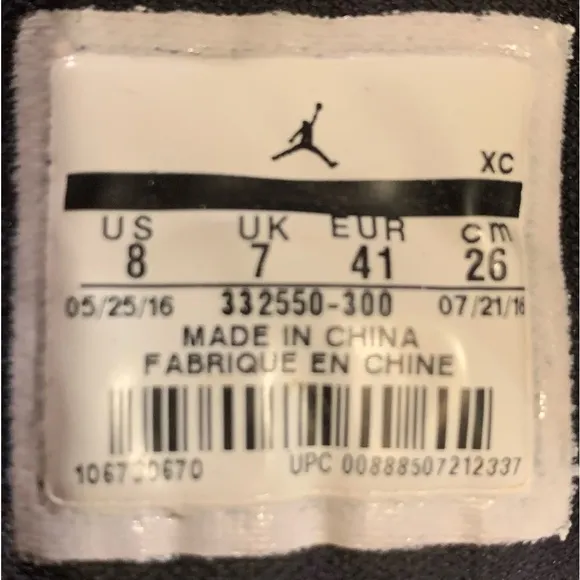 XC
US UK EUR cm
8 7 41 26
05/25/16 332550-300 07/21/16
MADE IN CHINA
FABRIQUE EN CHINE
UPC 00888507212337